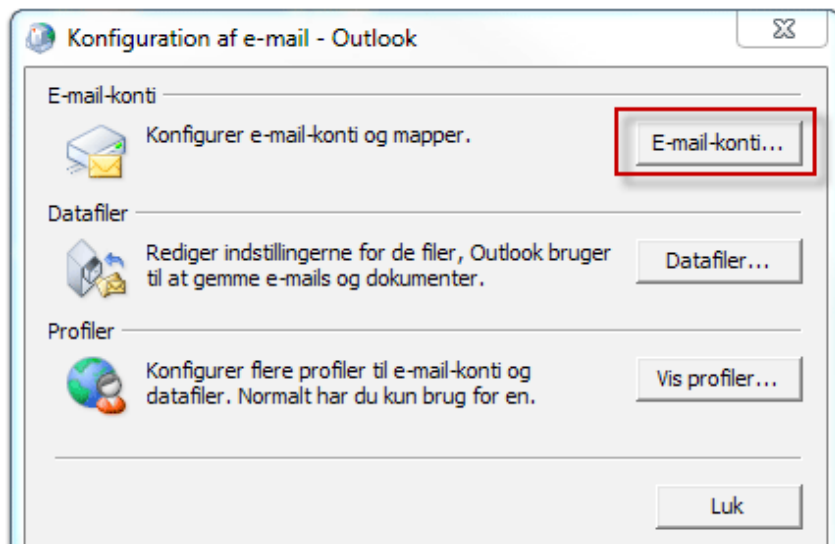 Konfiguration af e-mail - Outlook
E-mail-konti
Konfigurer e-mail-konti og mapper.
E-mail-konti...
Datafiler
Rediger indstillingerne for de filer, Outlook bruger
til at gemme e-mails og dokumenter.
Datafiler...
Profiler
Konfigurer flere profiler til e-mail-konti og
datafiler. Normalt har du kun brug for en.
Vis profiler...
Luk